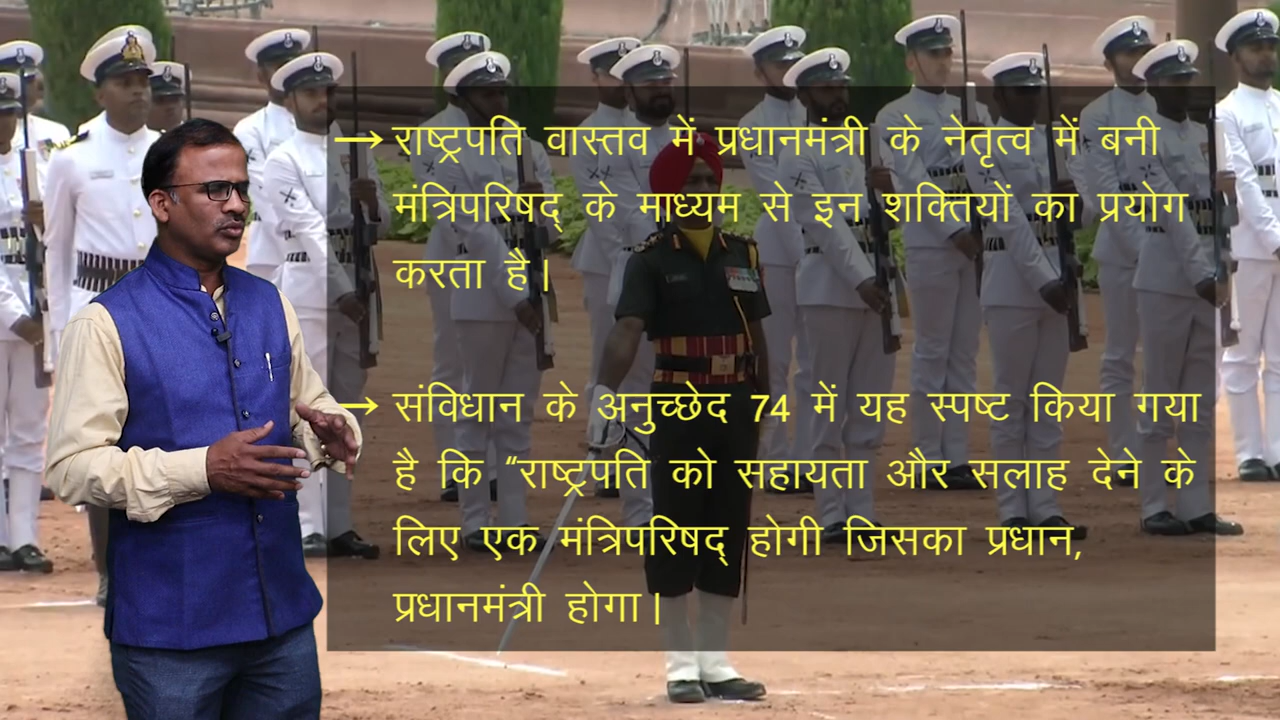 → राष्ट्रपति वास्तव में प्रधानमंत्री के नेतृत्व में बनी
मंत्रिपरिषद् के माध्यम से इन शक्तियों का प्रयोग
करता है।
→ संविधान के अनुच्छेद 74 में यह स्पष्ट किया गया
है कि “राष्ट्रपति को सहायता और सलाह देने के
लिए एक मंत्रिपरिषद् होगी जिसका प्रधान,
प्रधानमंत्री होगा।